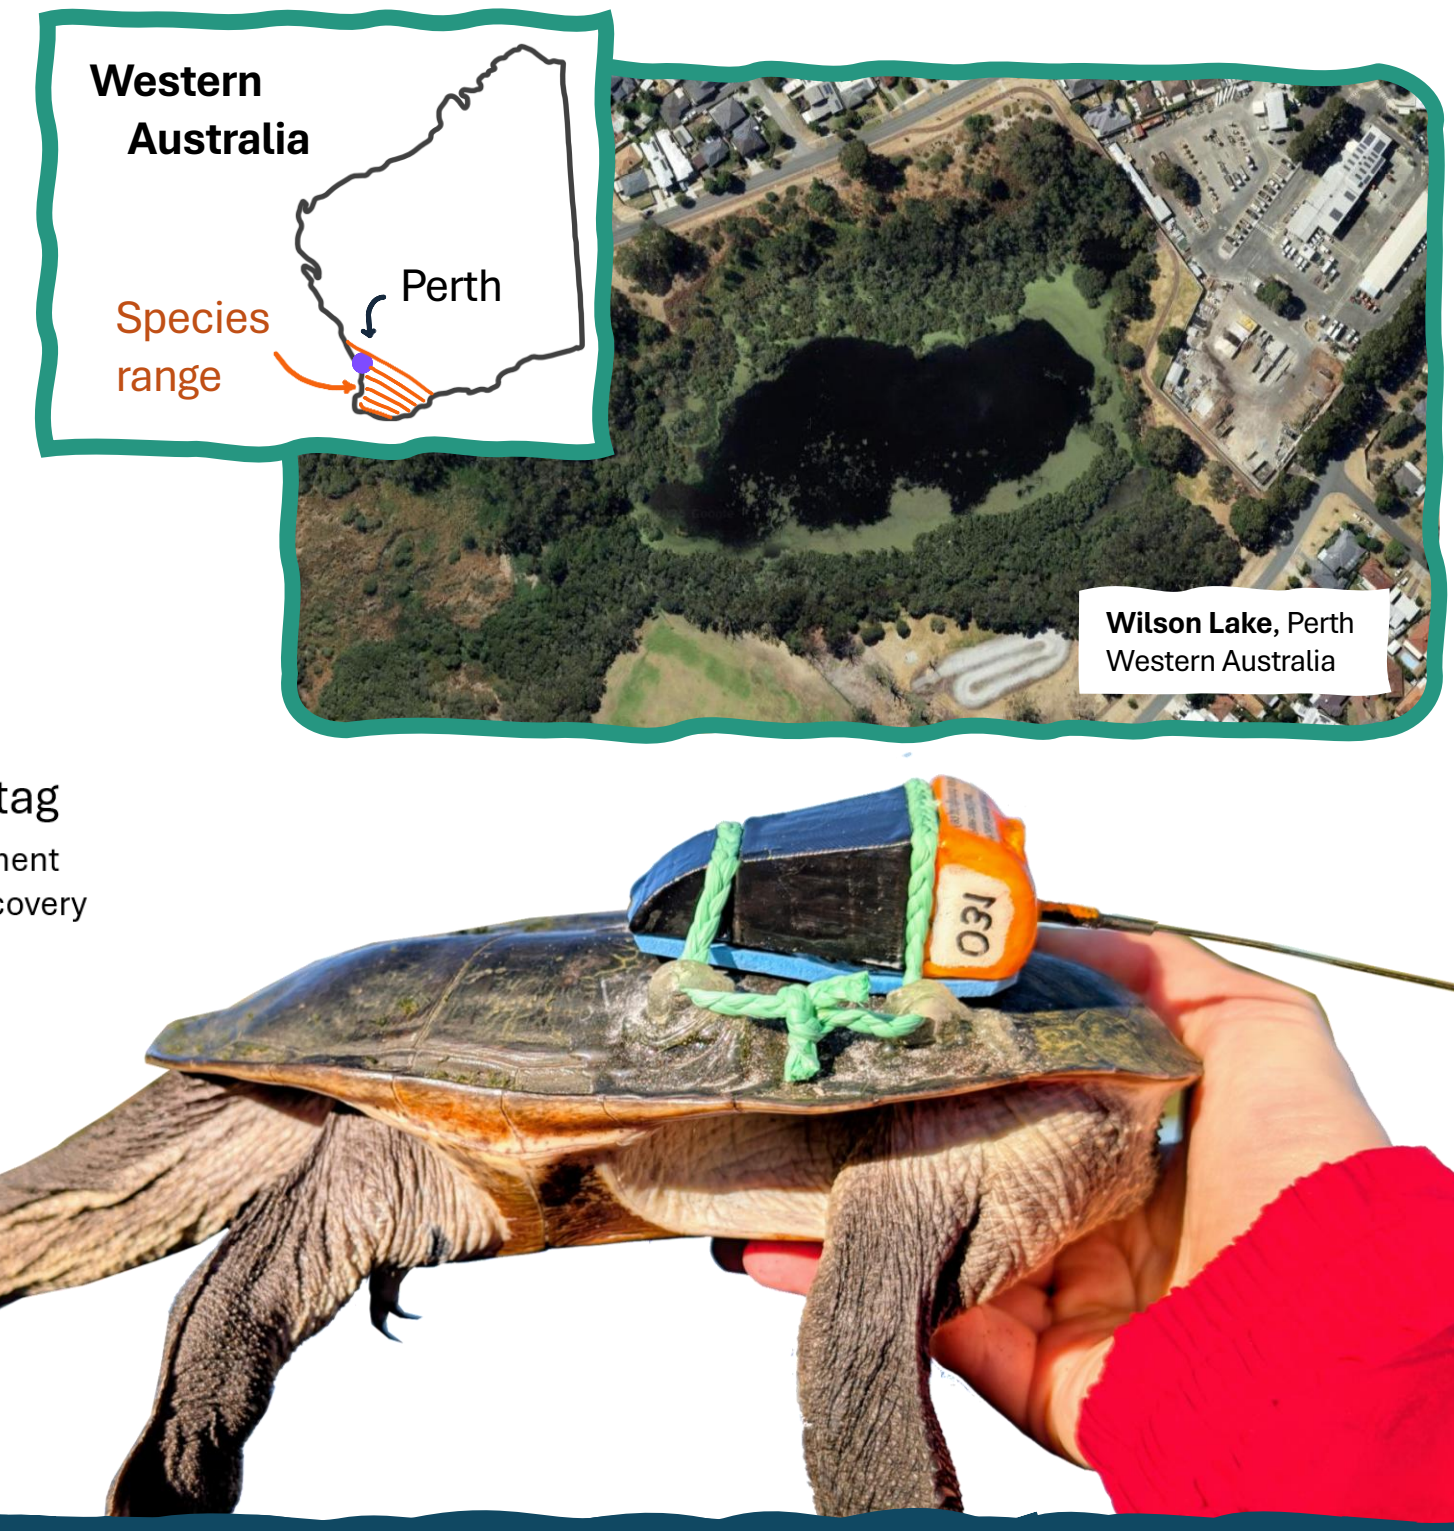 Western
Australia
Perth
Species
range
Wilson Lake, Perth
Western Australia
tag
nent
covery
031